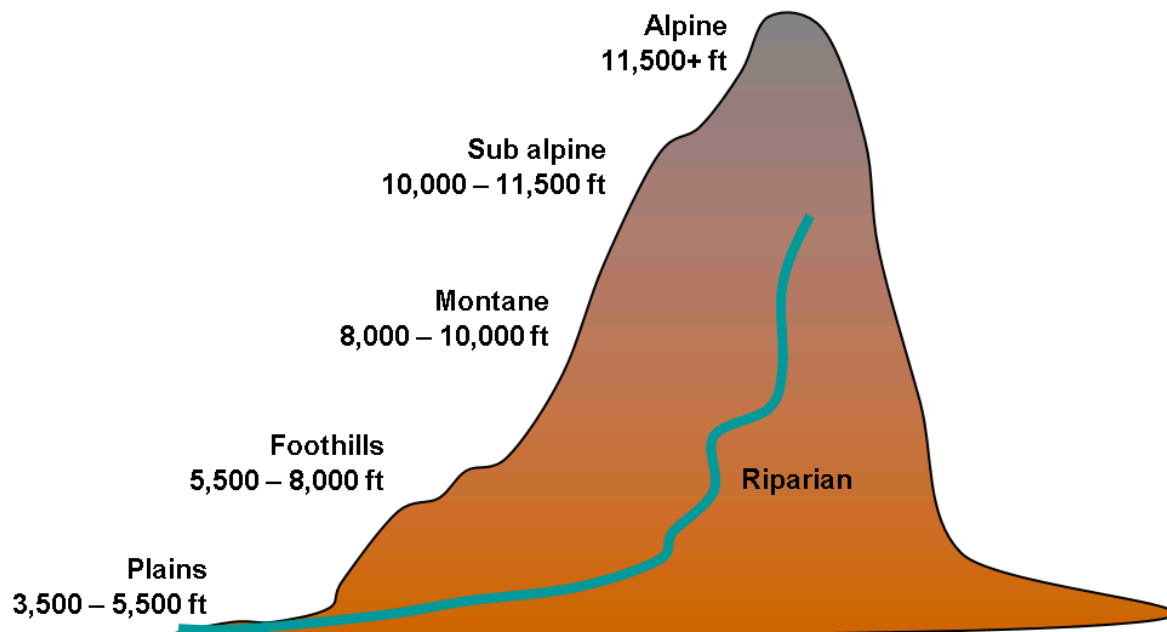 Alpine
11,500+ ft
Sub alpine
10,000 – 11,500 ft
Montane
8,000 – 10,000 ft
Foothills
5,500 – 8,000 ft
Riparian
Plains
3,500 – 5,500 ft